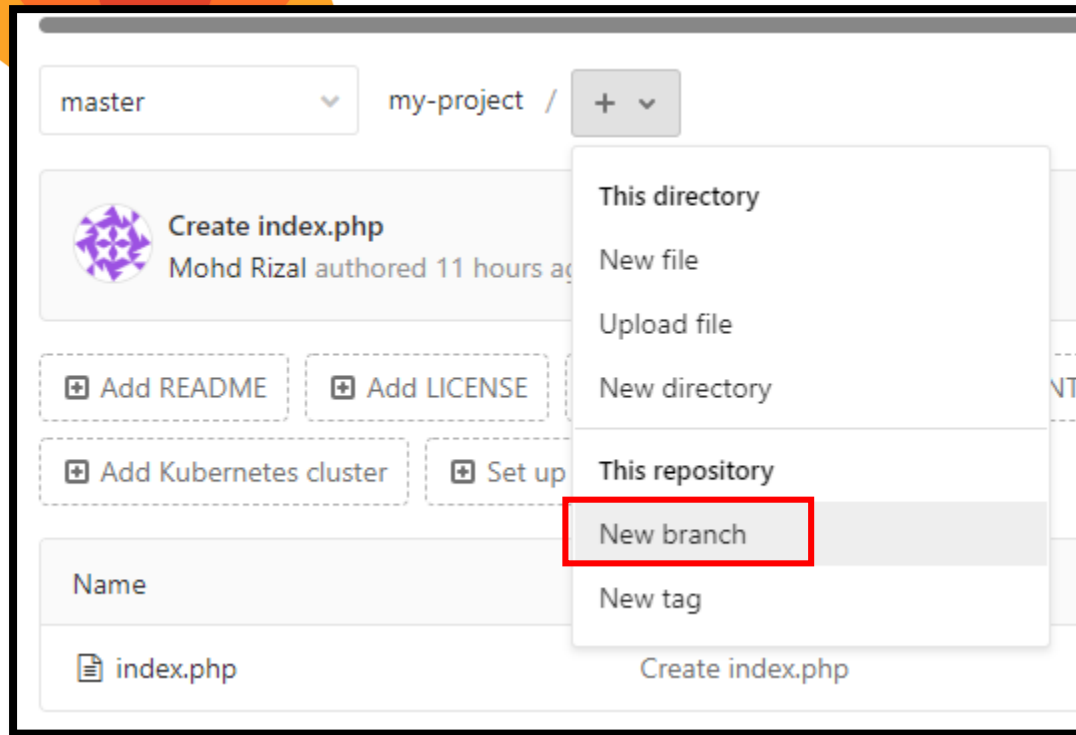 master
my-project /
This directory
New file
Upload file
New directory
This repository
New branch
New tag
Create index.php
Mohd Rizal authored 11 hours
Add README
Add LICENSE
Add Kubernetes cluster
Set up
Name
index.php
Create index.php